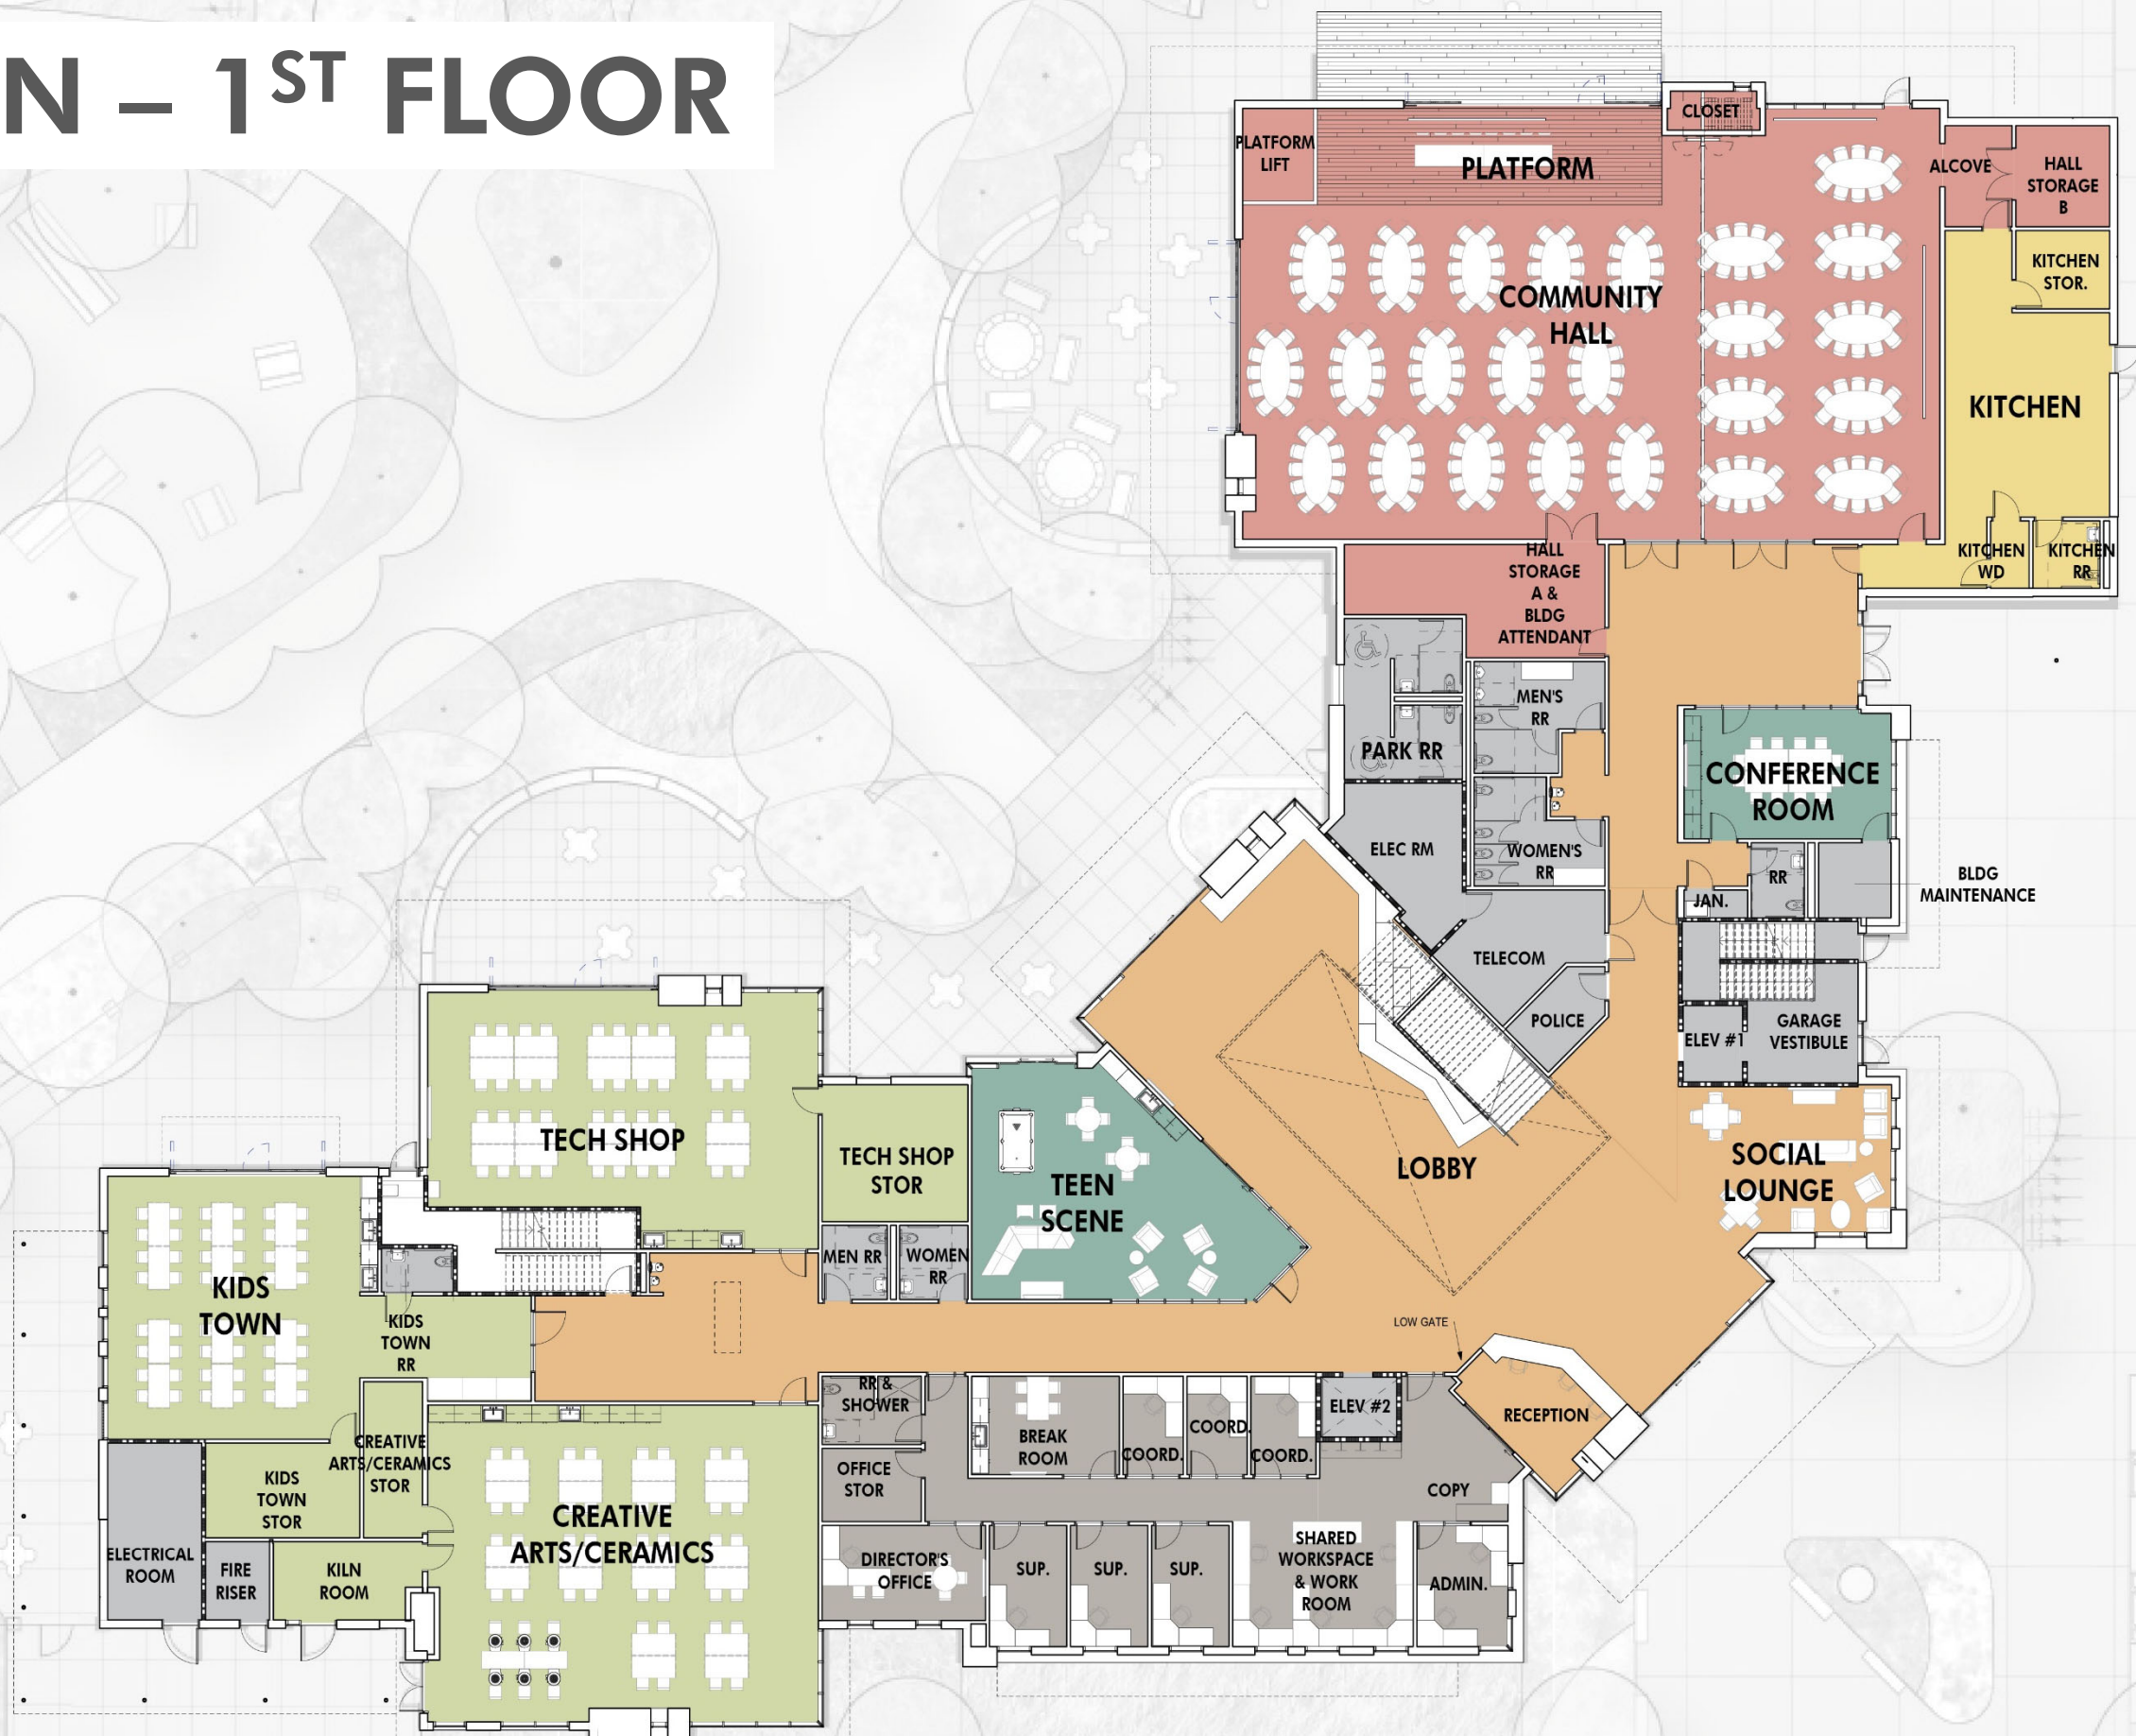 N – 1ST FLOOR
CLOSET
PLATFORM
LIFT
PLATFORM
ALCOVE
HALL
STORAGE
B
KITCHEN
STOR.
COMMUNITY
HALL
KITCHEN
HALL
STORAGE
A &
BLDG
ATTENDANT
KITCHEN
WD
KITCHEN
RR
MEN'S
RR
PARK RR
CONFERENCE
ROOM
ELEC RM
WOMEN'S
RR
RR
JAN.
BLDG
MAINTENANCE
TELECOM
POLICE
ELEV #1
GARAGE
VESTIBULE
TECH SHOP
TECH SHOP
STOR
TEEN
SCENE
LOBBY
SOCIAL
LOUNGE
MEN RR
WOMEN
RR
KIDS
TOWN
KIDS
TOWN
RR
LOW GATE
RR &
SHOWER
BREAK
ROOM
COORD.
COORD.
COORD.
ELEV #2
RECEPTION
CREATIVE
ARTS/CERAMICS
STOR
KIDS
TOWN
STOR
OFFICE
STOR
COPY
CREATIVE
ARTS/CERAMICS
ELECTRICAL
ROOM
FIRE
RISER
KILN
ROOM
DIRECTOR'S
OFFICE
SUP.
SUP.
SUP.
SHARED
WORKSPACE
& WORK
ROOM
ADMIN.